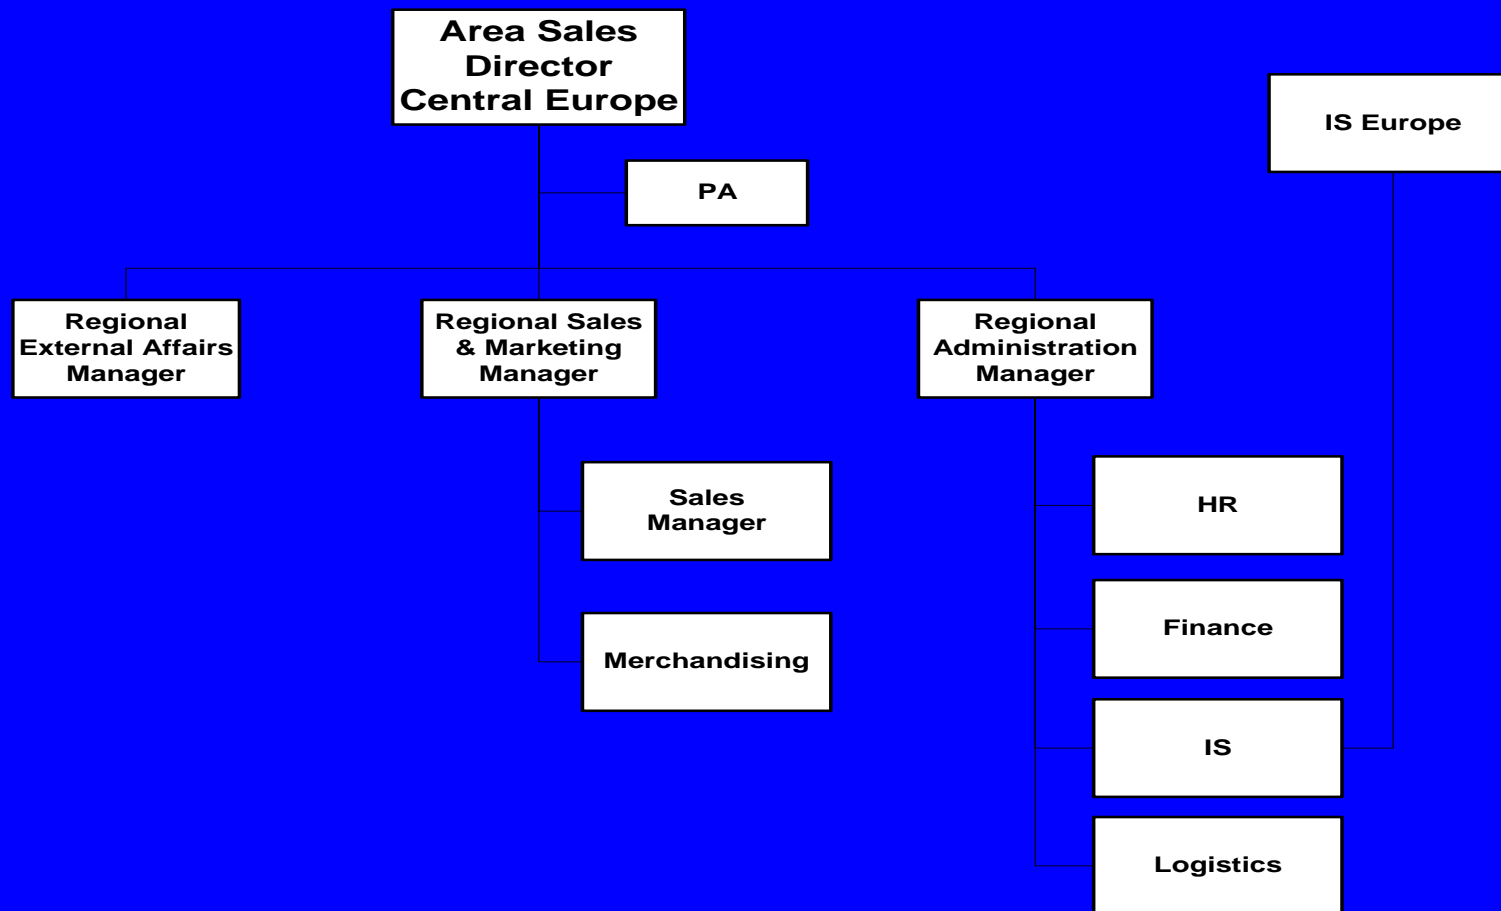 Area Sales
Director
Central Europe
IS Europe
PA
Regional
External Affairs
Manager
Regional Sales
& Marketing
Manager
Regional
Administration
Manager
Sales
Manager
HR
Finance
Merchandising
IS
Logistics